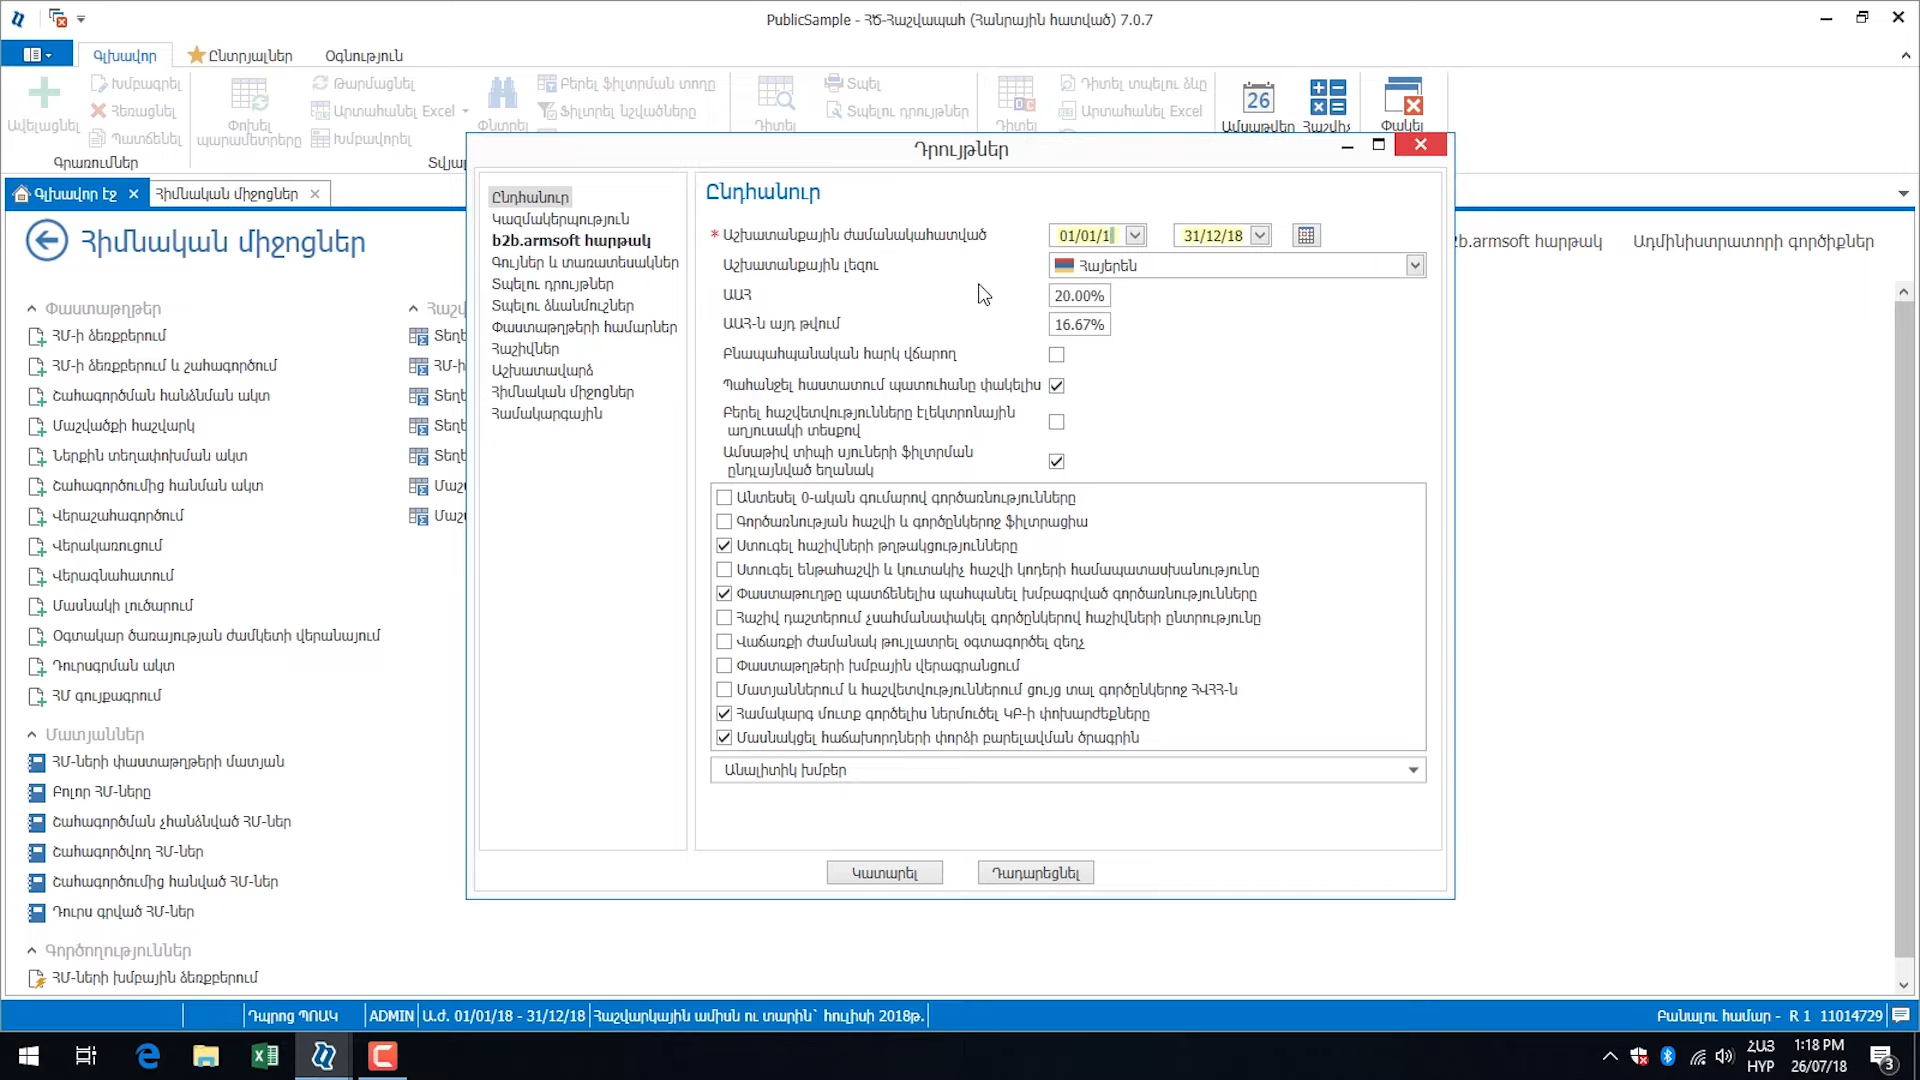 PublicSample - ՀԾ-Հաշվապահ (Հանրային հատված) 7.0.7
Գլխավոր
Ընտրյալներ
Օգնություն
Ավելացնել
Խմբագրել
Հեռացնել
Պատճենել
Փոխել
պարամետրերը
Թարմացնել
Արտահանել Excel
Խմբավորել
Փնտրել
Բերել ֆիլտրման տողը
Ֆիլտրել նշվածները
Դիտել
Տպել
Տպելու դրույթներ
Դիտել
Դիտել տպելու ձևը
Արտահանել Excel
26
Ամսաթվեր
Հաշվիչ
Փակել
Գրառումներ
Տվյալ
Գլխավոր էջ
Հիմնական միջոցներ
Հիմնական միջոցներ
2b.armsoft հարթակ
Ադմինիստրատորի գործիքներ
Փաստաթղթեր
ՀՄ-ի ձեռքբերում
ՀՄ-ի ձեռքբերում և շահագործում
Շահագործման հանձնման ակտ
Մաշվածքի հաշվարկ
Ներքին տեղափոխման ակտ
Շահագործումից հանման ակտ
Վերաշահագործում
Վերակառուցում
Վերագնահատում
Մասնակի լուծարում
Օգտակար ծառայության ժամկետի վերանայում
Դուրսգրման ակտ
ՀՄ գույքագրում
Մատյաններ
ՀՄ-ների փաստաթղթերի մատյան
Բոլոր ՀՄ-ները
Շահագործման չհանձնված ՀՄ-ներ
Շահագործվող ՀՄ-ներ
Շահագործումից հանված ՀՄ-ներ
Դուրս գրված ՀՄ-ներ
Գործողություններ
ՀՄ-ների խմբային ձեռքբերում
Դրույթներ
Ընդհանուր
Կազմակերպություն
b2b.armsoft հարթակ
Գույներ և տառատեսակներ
Տպելու դրույթներ
Տպելու ձևանմուշներ
Փաստաթղթերի համարներ
Հաշիվներ
Աշխատավարձ
Հիմնական միջոցներ
Համակարգային
Ընդհանուր
* Աշխատանքային ժամանակահատված 01/01/1 31/12/18
Աշխատանքային լեզու Հայերեն
ԱԱՀ 20.00%
ԱԱՀ-ն այդ թվում 16.67%
Բնապահպանական հարկ վճարող
Պահանջել հաստատում պատուհանը փակելիս
Բերել հաշվետվությունները էլեկտրոնային
աղյուսակի տեսքով
Ամսաթիվ տիպի սյուների ֆիլտրման
ընդլայնված եղանակ
Անտեսել 0-ական գումարով գործառնությունները
Գործառնության հաշվի և գործընկերոջ ֆիլտրացիա
Ստուգել հաշիվների թղթակցությունները
Ստուգել ենթահաշվի և կուտակիչ հաշվի կոդերի համապատասխանությունը
Փաստաթուղթը պատճենելիս պահպանել խմբագրված գործառնությունները
Հաշիվ դաշտերում չսահմանափակել գործընկերով հաշիվների ընտրությունը
Վաճառքի ժամանակ թույլատրել օգտագործել զեղչ
Փաստաթղթերի խմբային վերագրանցում
Մատյաններում և հաշվետվություններում ցույց տալ գործընկերոջ ՀՎՀՀ-ն
Համակարգ մուտք գործելիս ներմուծել ԿԲ-ի փոխարժեքները
Մասնակցել հաճախորդների փորձի բարելավման ծրագրին
Անալիտիկ խմբեր
Կատարել
Դադարեցնել
Դպրոց ՊՈԱԿ
ADMIN
Ա.ժ. 01/01/18 - 31/12/18
Հաշվարկային ամիսն ու տարին՝ հուլիսի 2018թ.
Բանալու համար - R 1 11014729
ՀԱՅ
HYP
1:18 PM
26/07/18
3